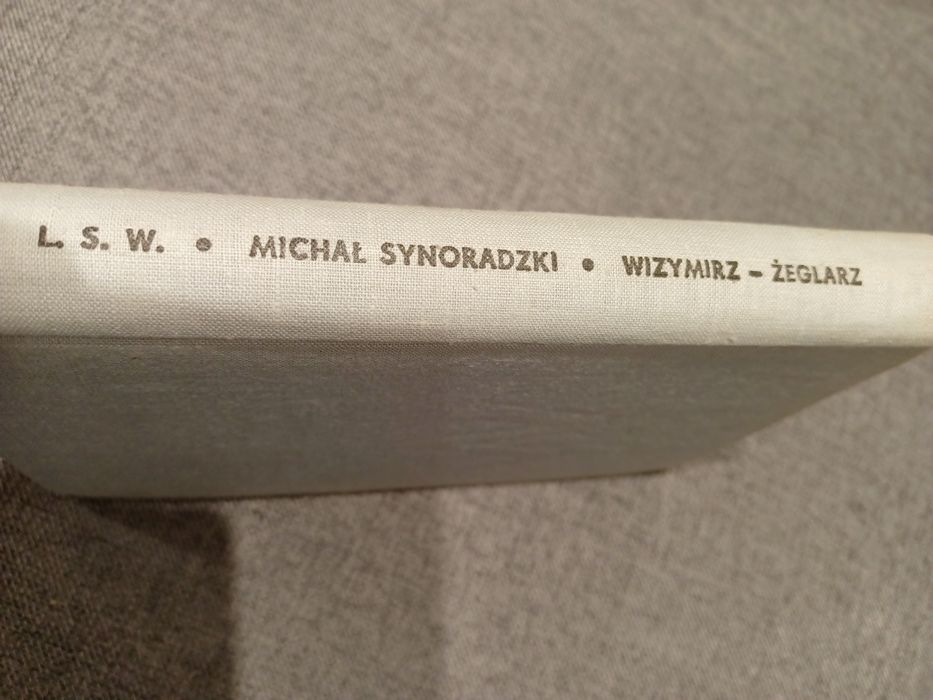 L. S. W. • MICHAŁ SYNORADZKI • WIZYMIRZ – ŻEGLARZ